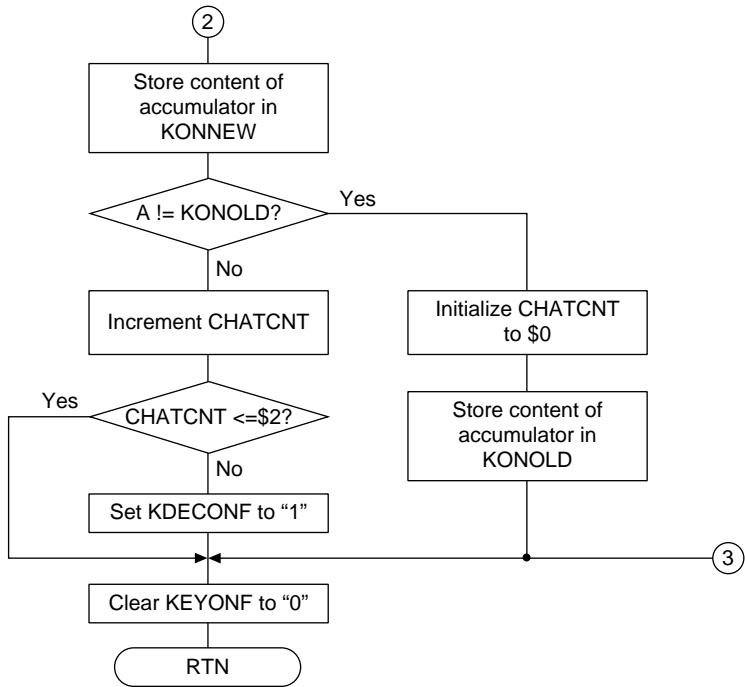 2
Store content of
accumulator in
KONNEW
A != KONOLD?
Yes
No
Increment CHATCNT
Initialize CHATCNT
to $0
Yes
CHATCNT <=$2?
Store content of
accumulator in
KONOLD
No
Set KDECONF to “1”
3
Clear KEYONF to “0”
RTN